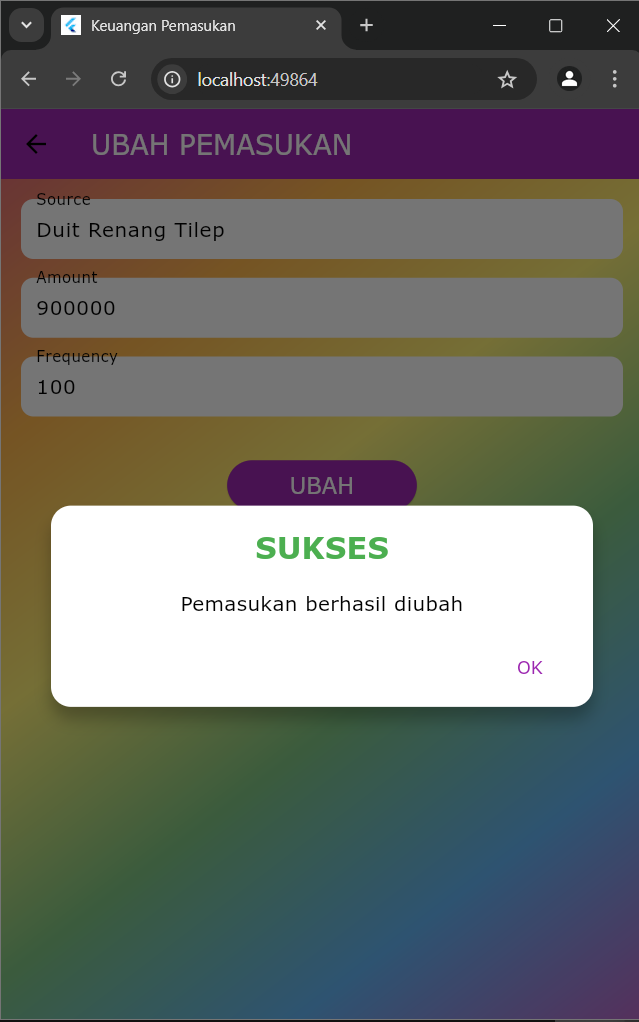 Keuangan Pemasukan
localhost:49864
UBAH PEMASUKAN
Source
Duit Renang Tilep
Amount
900000
Frequency
100
UBAH
SUKSES
Pemasukan berhasil diubah
OK